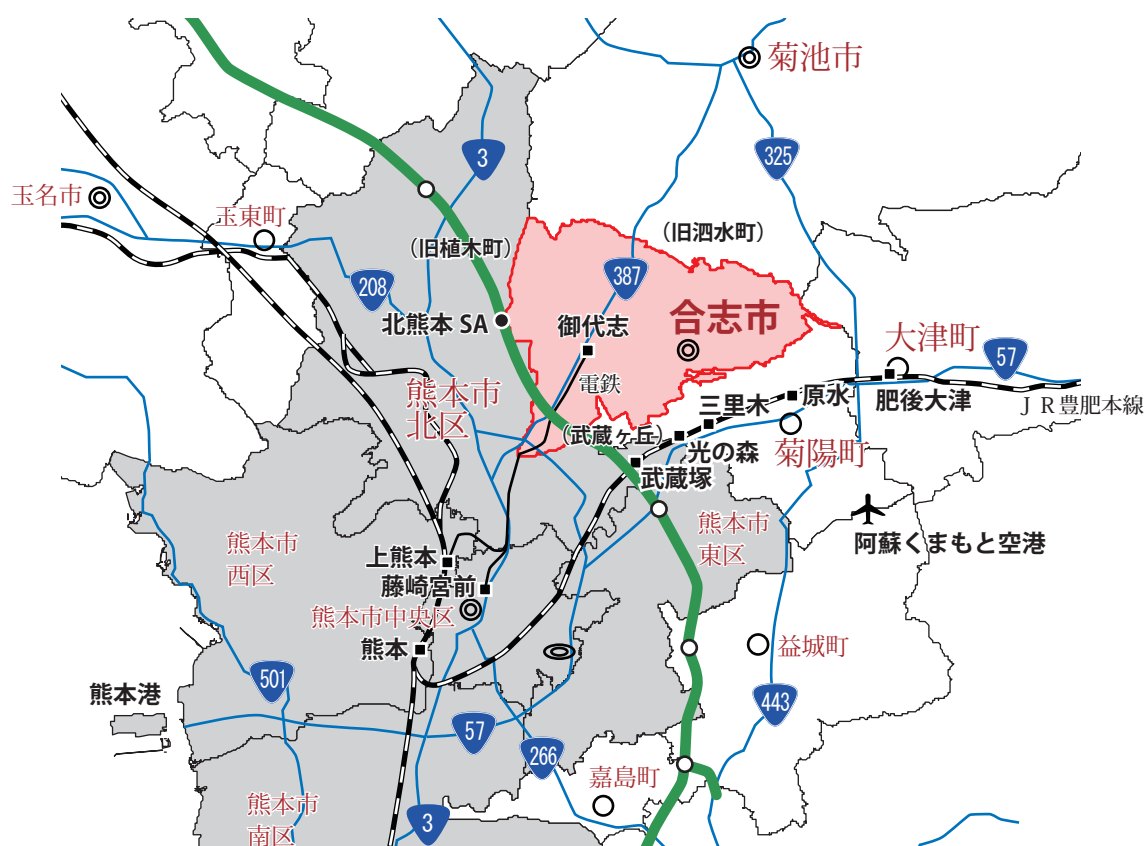 菊池市
3
325
玉名市
玉東町
(旧植木町)
(旧泗水町)
387
208
合志市
北熊本 SA
御代志
大津町
57
電鉄
熊本市
北区
三里木
原水
肥後大津
JR豊肥本線
(武蔵ヶ丘)
光の森
菊陽町
武蔵塚
熊本市
東区
熊本市
西区
阿蘇くまもと空港
上熊本
藤崎宮前
熊本市中央区
熊本
益城町
501
熊本港
443
57
266
嘉島町
熊本市
南区
3